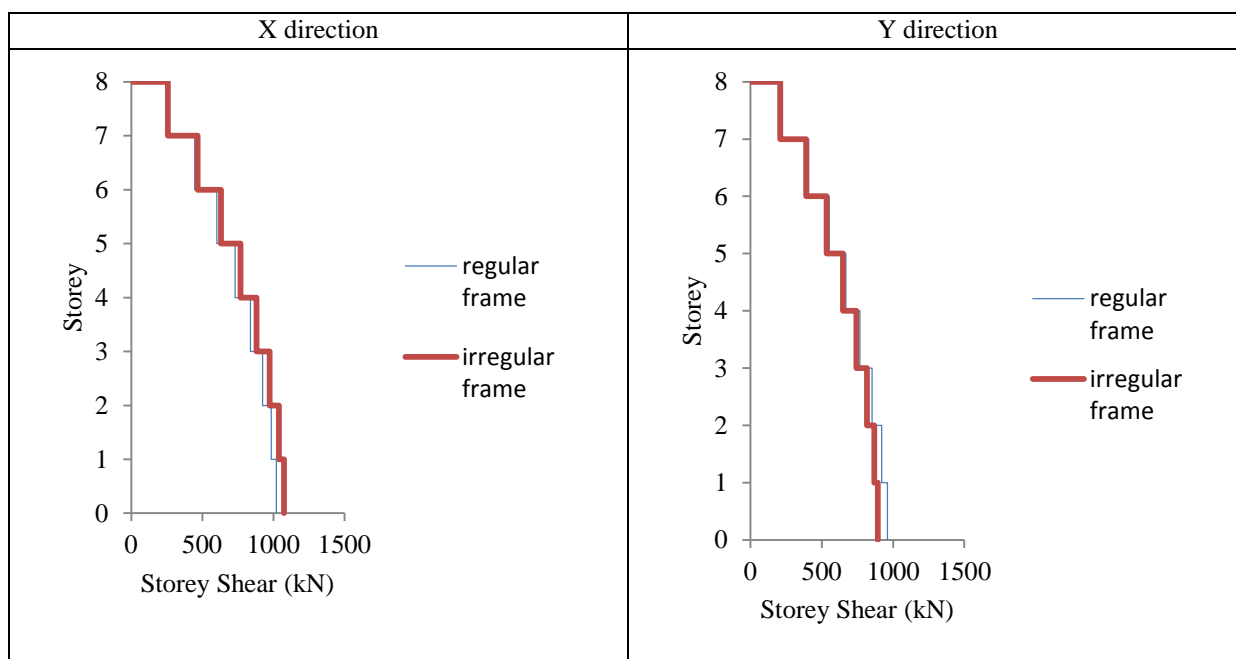 X direction
Y direction
8
7
6
5
4
3
2
1
0
Storey
0 500 1000 1500
Storey Shear (kN)
regular
frame
irregular
frame
8
7
6
5
4
3
2
1
0
Storey
0 500 1000 1500
Storey Shear (kN)
regular
frame
irregular
frame